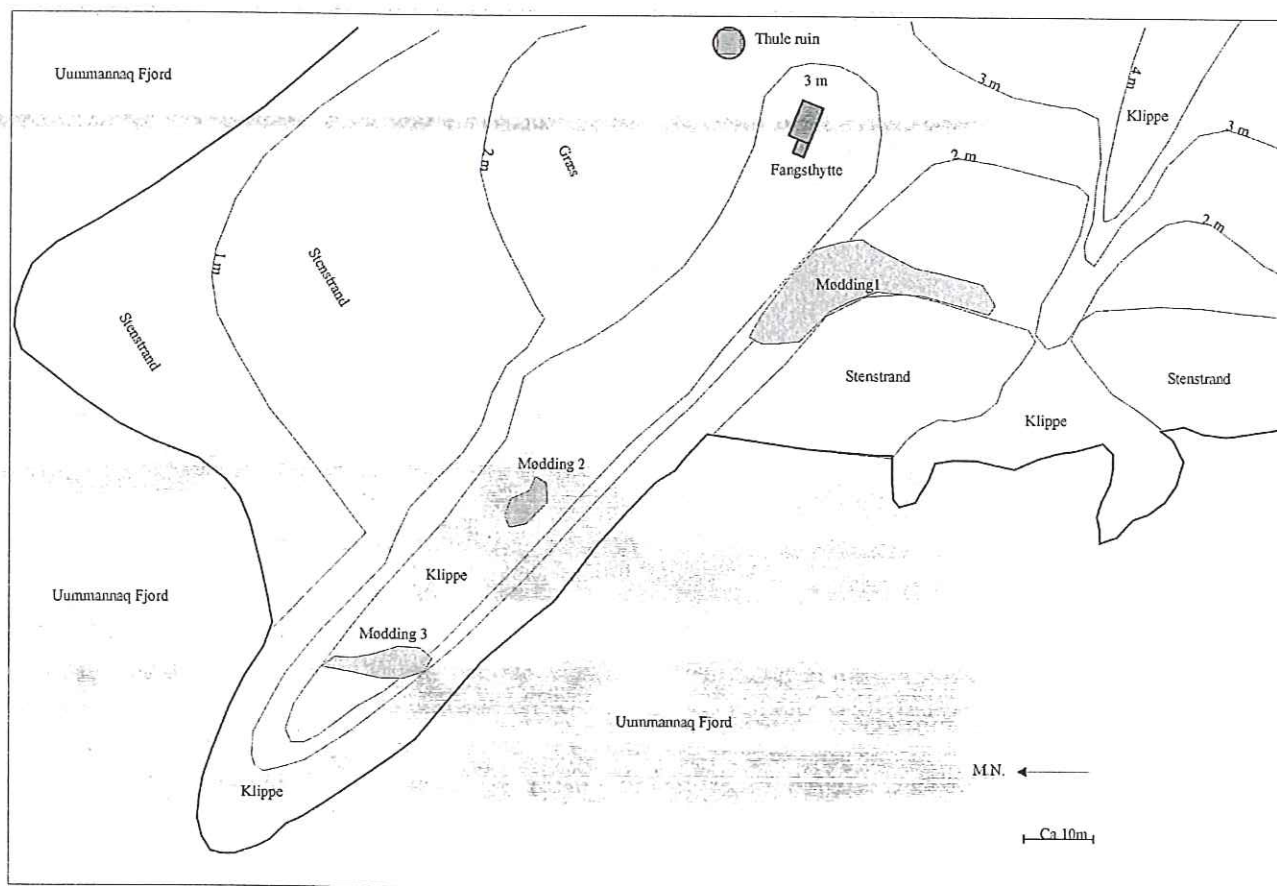 Thule ruin
Uummannaq Fjord
3 m
3 m
4 m
Klippe
3 m
Fangsthytte
2 m
Græs
2 m
2 m
1 m
Stenstrand
Mødding1
Stenstrand
Stenstrand
Stenstrand
Klippe
Mødding 2
Klippe
Uummannaq Fjord
Mødding 3
Uummannaq Fjord
M.N.
Klippe
Ca 10m